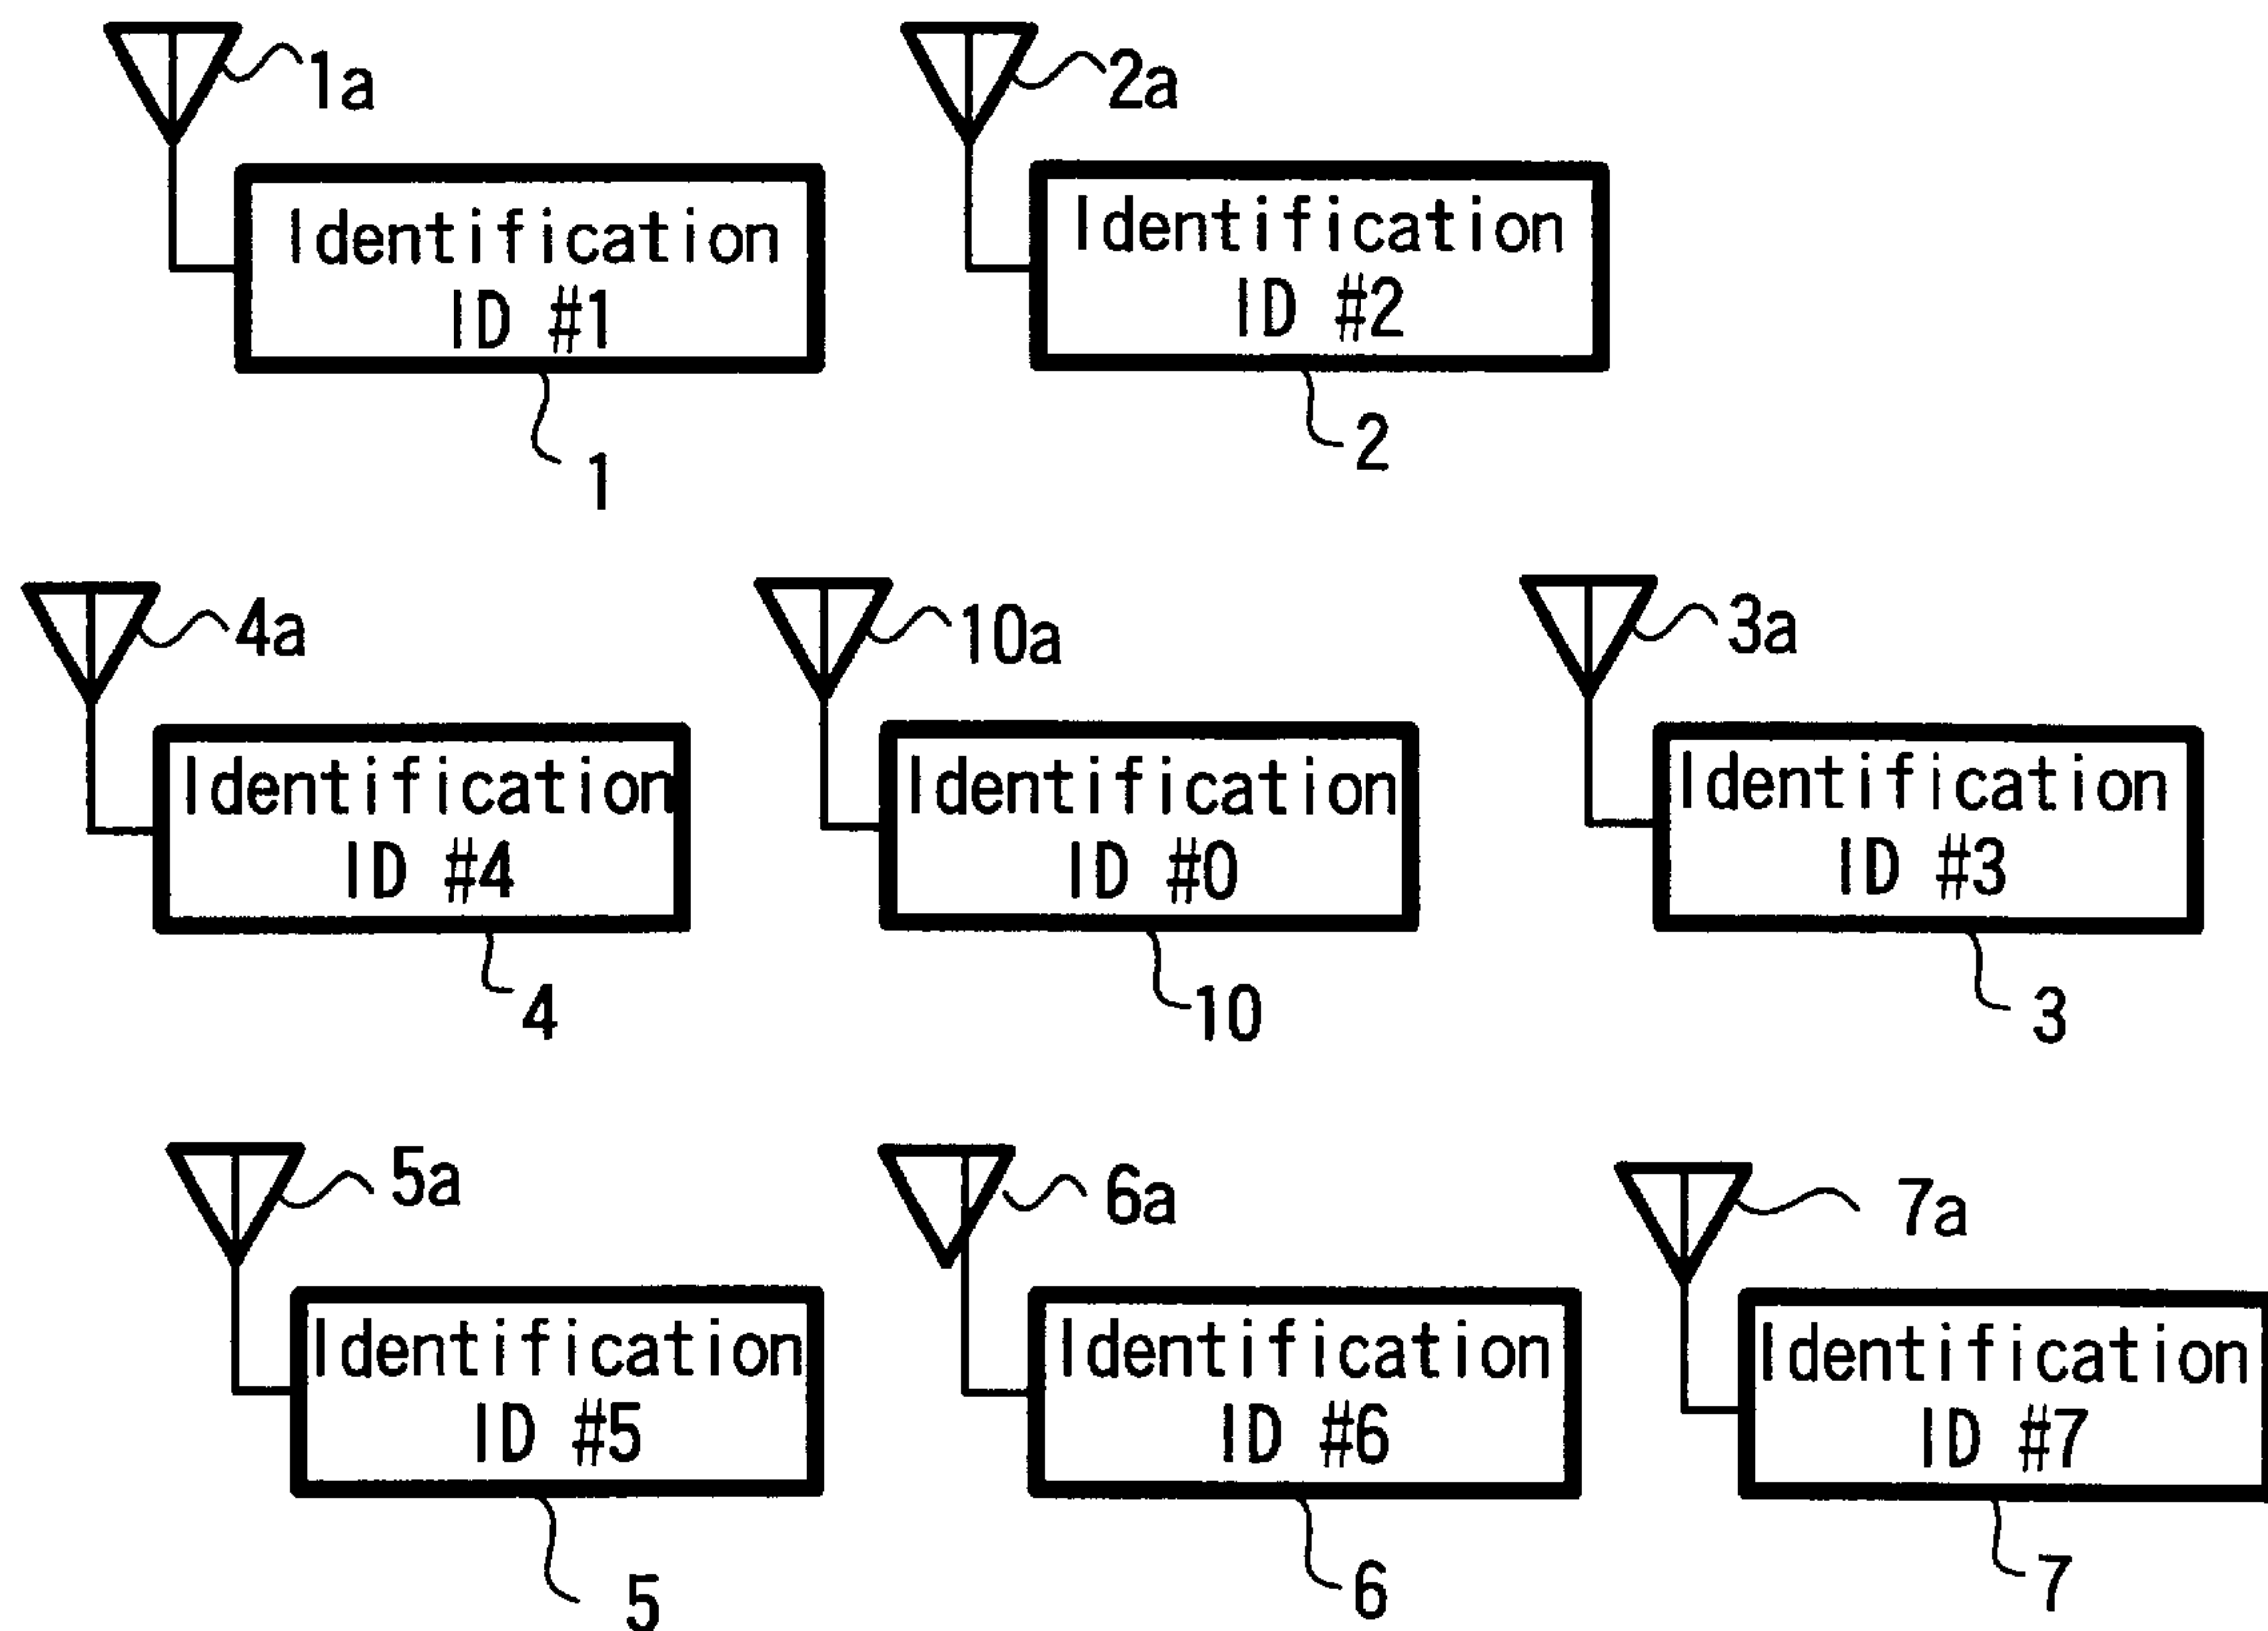 1a
2a
Identification
ID #1
Identification
ID #2
1
2
4a
10a
3a
Identification
ID #4
Identification
ID #0
Identification
ID #3
4
10
3
5a
6a
7a
Identification
ID #5
Identification
ID #6
Identification
ID #7
5
6
7